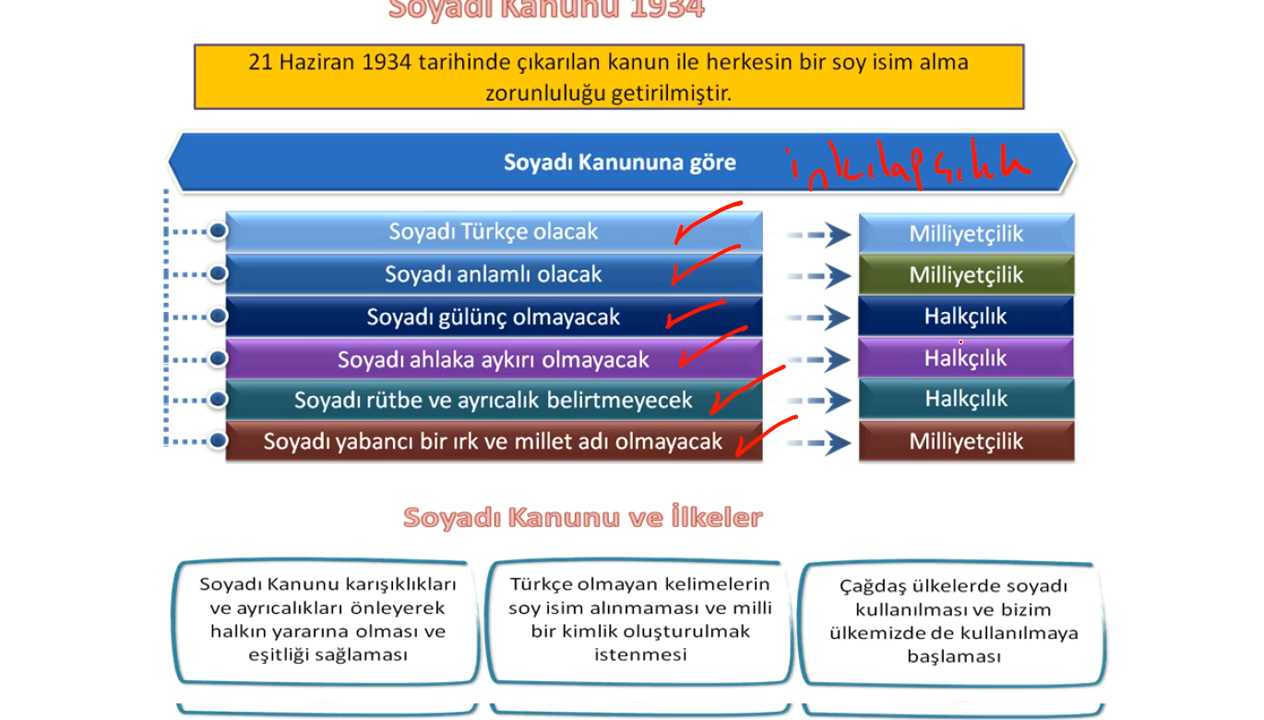 Soyadı Kanunu 1934
21 Haziran 1934 tarihinde çıkarılan kanun ile herkesin bir soy isim alma
zorunluluğu getirilmiştir.
Soyadı Kanununa göre
inkılapçılık
Soyadı Türkçe olacak
Milliyetçilik
Soyadı anlamlı olacak
Milliyetçilik
Soyadı gülünç olmayacak
Halkçılık
Soyadı ahlaka aykırı olmayacak
Halkçılık
Soyadı rütbe ve ayrıcalık belirtmeyecek
Halkçılık
Soyadı yabancı bir ırk ve millet adı olmayacak
Milliyetçilik
Soyadı Kanunu ve İlkeler
Soyadı Kanunu karışıklıkları
ve ayrıcalıkları önleyerek
halkın yararına olması ve
eşitliği sağlaması
Türkçe olmayan kelimelerin
soy isim alınmaması ve milli
bir kimlik oluşturulmak
istenmesi
Çağdaş ülkelerde soyadı
kullanılması ve bizim
ülkemizde de kullanılmaya
başlaması